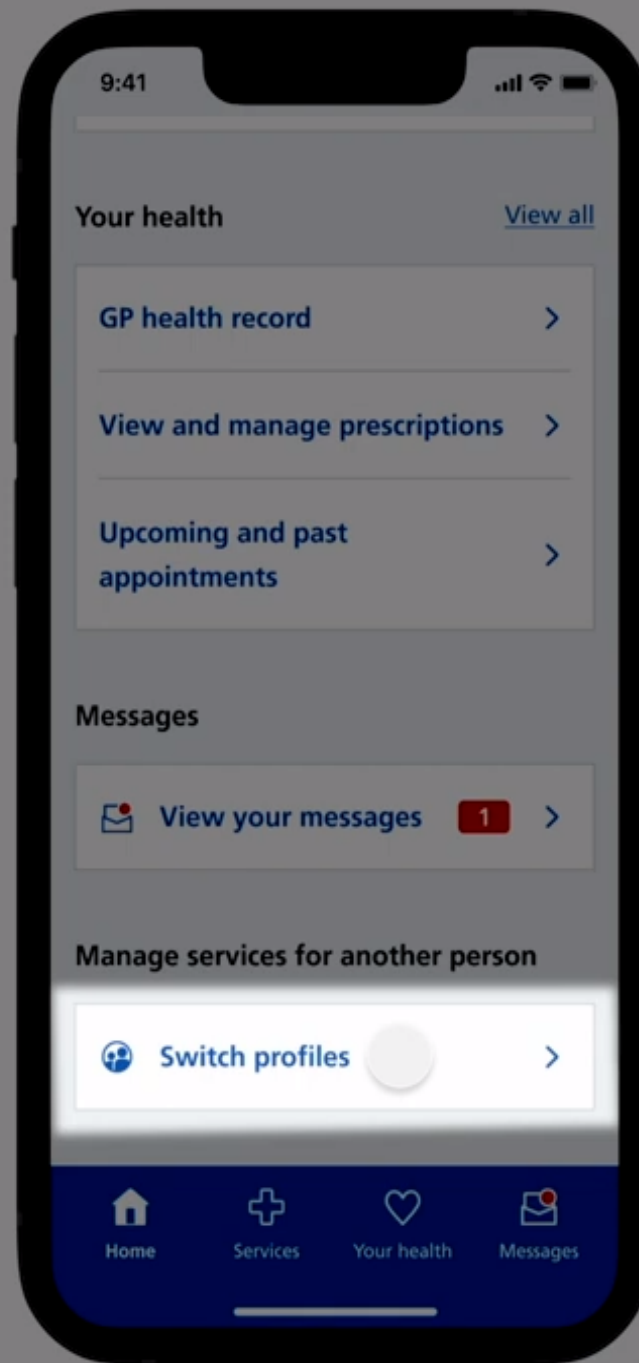 9:41
Your health
View all
GP health record
View and manage prescriptions
Upcoming and past
appointments
Messages
View your messages
1
Manage services for another person
Switch profiles
Home
Services
Your health
Messages